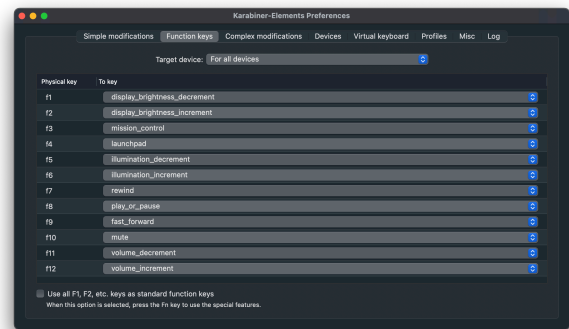 Karabiner-Elements Preferences
Simple modifications Function keys Complex modifications Devices Virtual keyboard Profiles Misc Log
Target device: For all devices
Physical key To key
f1 display_brightness_decrement
f2 display_brightness_increment
f3 mission_control
f4 launchpad
f5 illumination_decrement
f6 illumination_increment
f7 rewind
f8 play_or_pause
f9 fast_forward
f10 mute
f11 volume_decrement
f12 volume_increment
Use all F1, F2, etc. keys as standard function keys
When this option is selected, press the Fn key to use the special features.